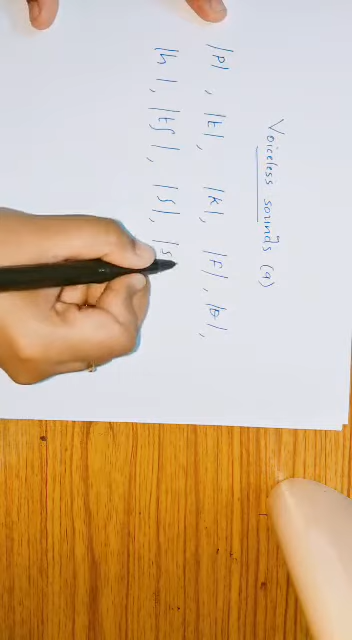 Voiceless sounds (9)
|p|, |t|, |k|, |F|, |θ|,
|h|, |tʃ|, |ʃ|, |s